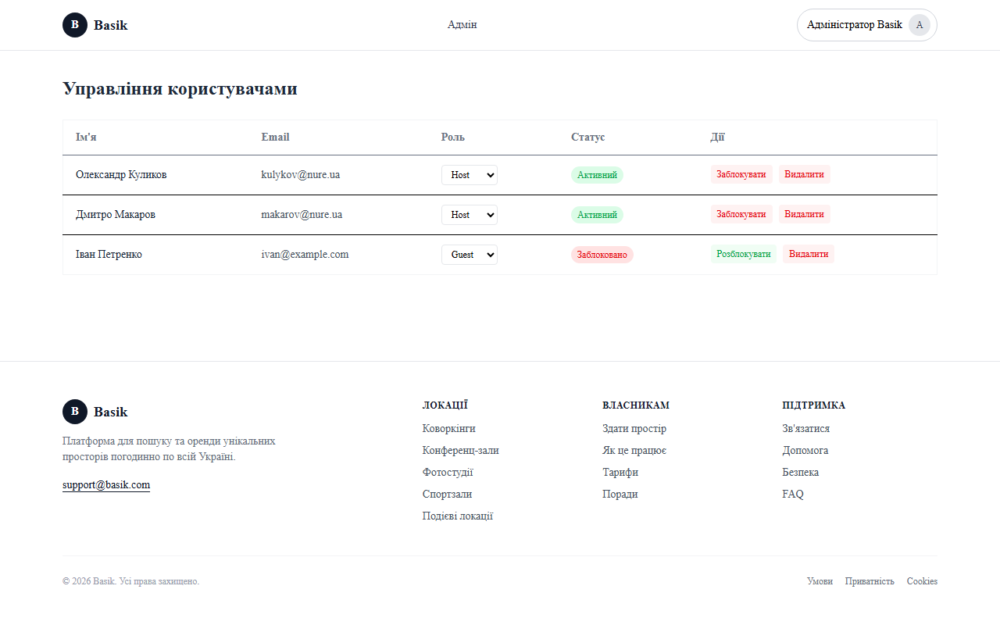 B Basik Адмін Адміністратор Basik A
Управління користувачами
Ім'я Email Роль Статус Дії
Олександр Куликов kulykov@nure.ua Host Активний Заблокувати Видалити
Дмитро Макаров makarov@nure.ua Host Активний Заблокувати Видалити
Іван Петренко ivan@example.com Guest Заблоковано Розблокувати Видалити
B Basik
Платформа для пошуку та оренди унікальних
просторів погодинно по всій Україні.
support@basik.com
ЛОКАЦІЇ
Коворкінги
Конференц-зали
Фотостудії
Спортзали
Подієві локації
ВЛАСНИКАМ
Здати простір
Як це працює
Тарифи
Поради
ПІДТРИМКА
Зв'язатися
Допомога
Безпека
FAQ
© 2026 Basik. Усі права захищено.
Умови Приватність Cookies